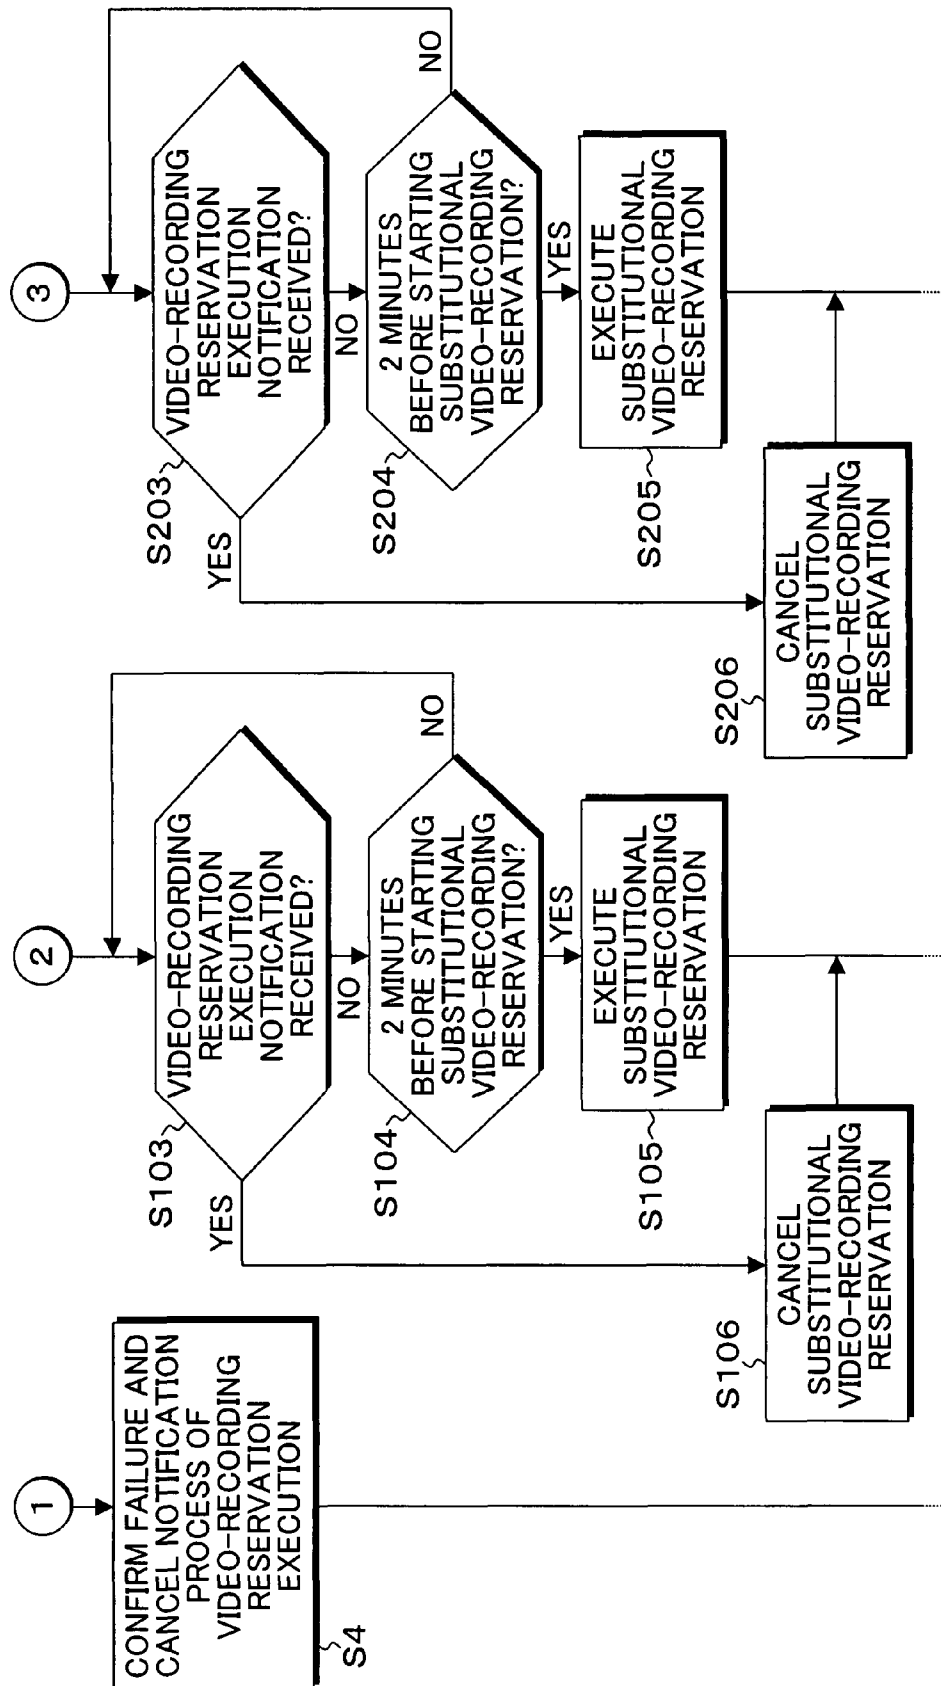 1
CONFIRM FAILURE AND
CANCEL NOTIFICATION
PROCESS OF
VIDEO-RECORDING
RESERVATION
EXECUTION
S4
2
VIDEO-RECORDING
RESERVATION
EXECUTION
NOTIFICATION
RECEIVED?
S103
YES
NO
2 MINUTES
BEFORE STARTING
SUBSTITUTIONAL
VIDEO-RECORDING
RESERVATION?
S104
NO
YES
EXECUTE
SUBSTITUTIONAL
VIDEO-RECORDING
RESERVATION
S105
CANCEL
SUBSTITUTIONAL
VIDEO-RECORDING
RESERVATION
S106
3
VIDEO-RECORDING
RESERVATION
EXECUTION
NOTIFICATION
RECEIVED?
S203
YES
NO
2 MINUTES
BEFORE STARTING
SUBSTITUTIONAL
VIDEO-RECORDING
RESERVATION?
S204
NO
YES
EXECUTE
SUBSTITUTIONAL
VIDEO-RECORDING
RESERVATION
S205
CANCEL
SUBSTITUTIONAL
VIDEO-RECORDING
RESERVATION
S206